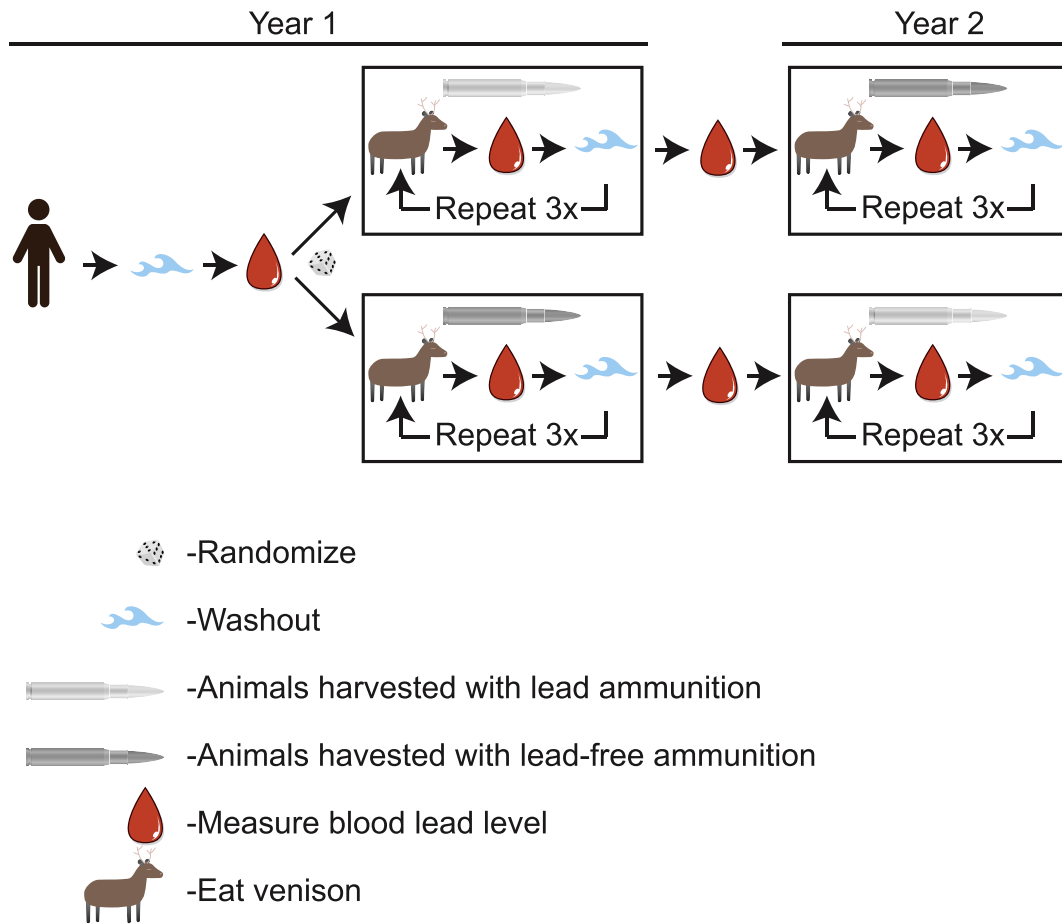 Year 1
Year 2
Repeat 3x
Repeat 3x
Repeat 3x
Repeat 3x
-Randomize
-Washout
-Animals harvested with lead ammunition
-Animals havested with lead-free ammunition
-Measure blood lead level
-Eat venison